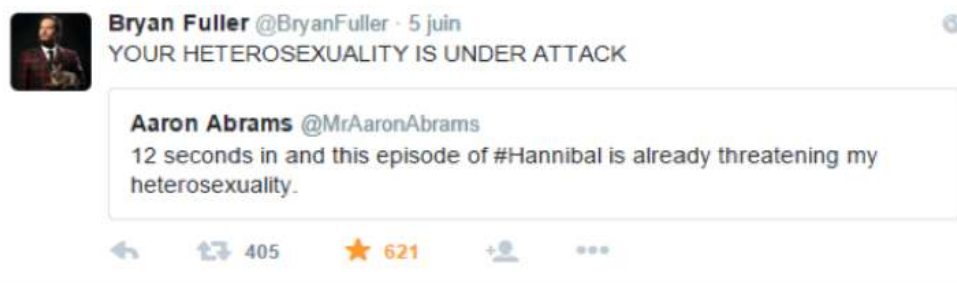 Bryan Fuller @BryanFuller · 5 juin
YOUR HETEROSEXUALITY IS UNDER ATTACK
Aaron Abrams @MrAaronAbrams
12 seconds in and this episode of #Hannibal is already threatening my
heterosexuality.
405 621